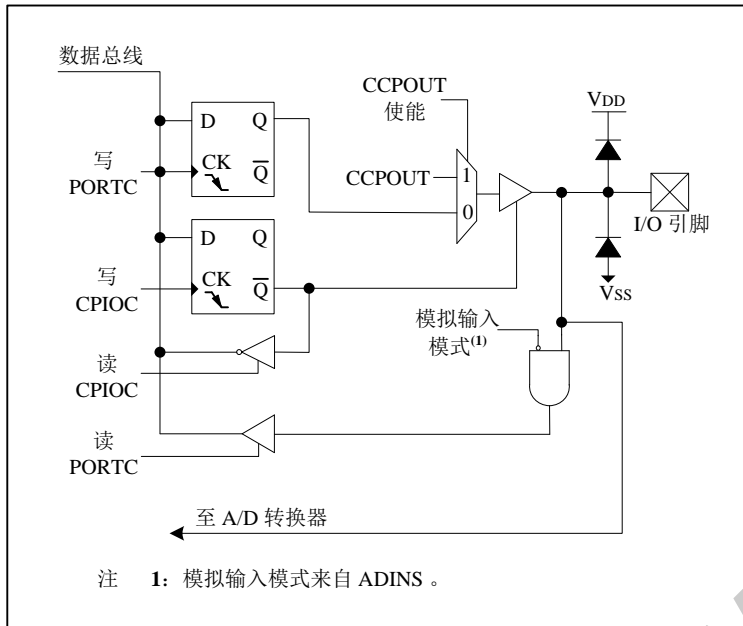 数据总线
CCPOUT
使能
VDD
D Q
写
PORTC
CK Q
CCPOUT
1
0
I/O 引脚
D Q
写
CPIOC
CK Q
VSS
模拟输入
模式(1)
读
CPIOC
读
PORTC
至 A/D 转换器
注 1: 模拟输入模式来自 ADINS 。